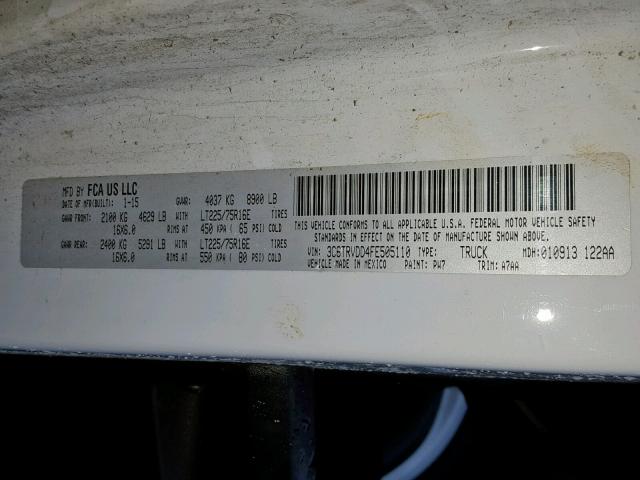 MFD BY FCA US LLC
DATE OF MFR(BUILT): 1-15 GVWR: 4037 KG 8900 LB
GAWR FRONT: 2100 KG 4629 LB WITH LT225/75R16E TIRES
16X6.0 RIMS AT 450 KPA ( 65 PSI) COLD
GAWR REAR: 2400 KG 5291 LB WITH LT225/75R16E TIRES
16X6.0 RIMS AT 550 KPA ( 80 PSI) COLD
THIS VEHICLE CONFORMS TO ALL APPLICABLE U.S.A. FEDERAL MOTOR VEHICLE SAFETY
STANDARDS IN EFFECT ON THE DATE OF MANUFACTURE SHOWN ABOVE.
VIN: 3C6TRVDD4FE505110 TYPE: TRUCK MDH:010913 122AA
VEHICLE MADE IN MEXICO PAINT: PW7 TRIM: A7AA